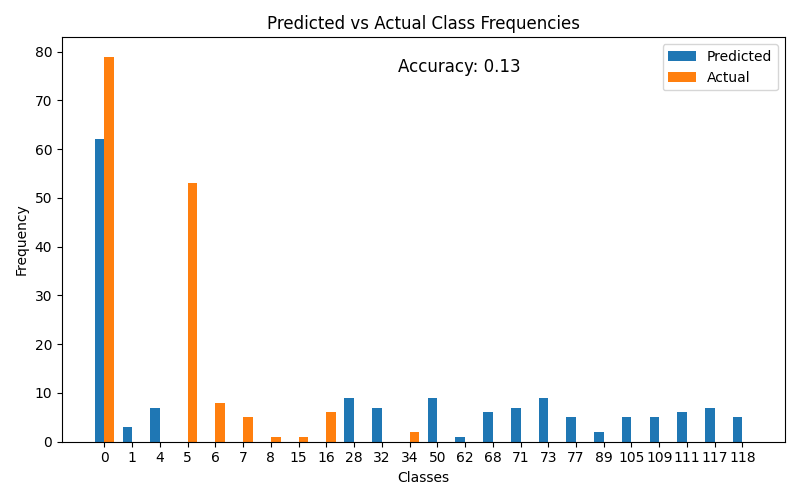 Predicted vs Actual Class Frequencies
Accuracy: 0.13
Predicted
Actual
Frequency
80
70
60
50
40
30
20
10
0
0 1 4 5 6 7 8 15 16 28 32 34 50 62 68 71 73 77 89 105 109 111 117 118
Classes